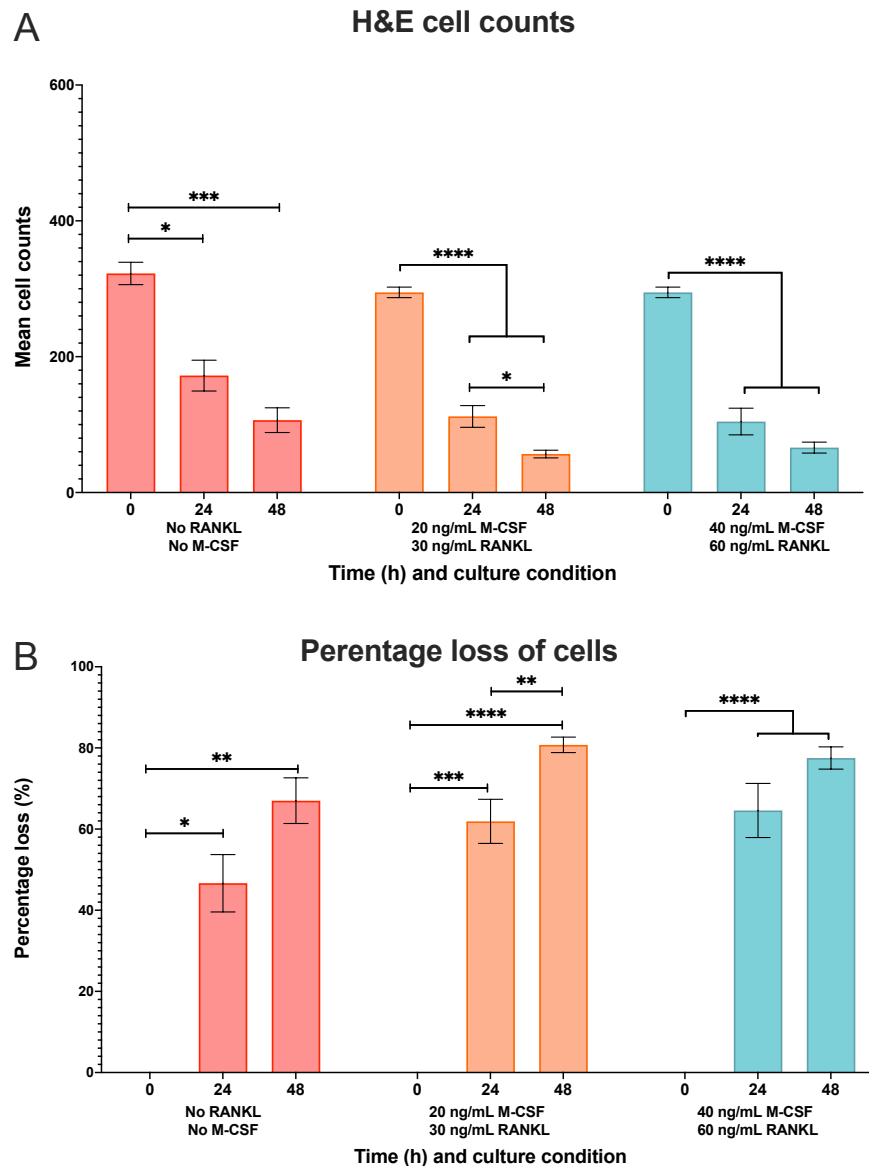 A
H&E cell counts
600
400
200
0
Mean cell counts
***
*
****
*
****
0 24 48 0 24 48 0 24 48
No RANKL 20 ng/mL M-CSF 40 ng/mL M-CSF
No M-CSF 30 ng/mL RANKL 60 ng/mL RANKL
Time (h) and culture condition
B
Perentage loss of cells
100
80
60
40
20
0
Percentage loss (%)
**
*
**
****
***
****
0 24 48 0 24 48 0 24 48
No RANKL 20 ng/mL M-CSF 40 ng/mL M-CSF
No M-CSF 30 ng/mL RANKL 60 ng/mL RANKL
Time (h) and culture condition